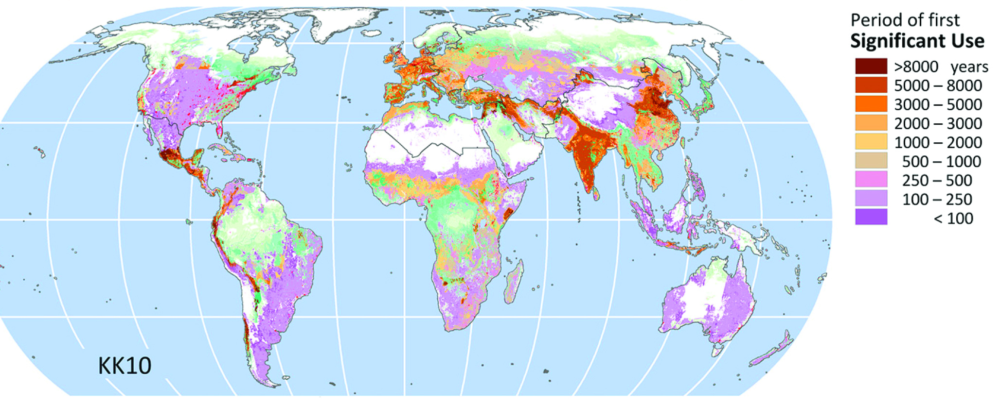 Period of first
Significant Use
>8000 years
5000 – 8000
3000 – 5000
2000 – 3000
1000 – 2000
500 – 1000
250 – 500
100 – 250
< 100
KK10